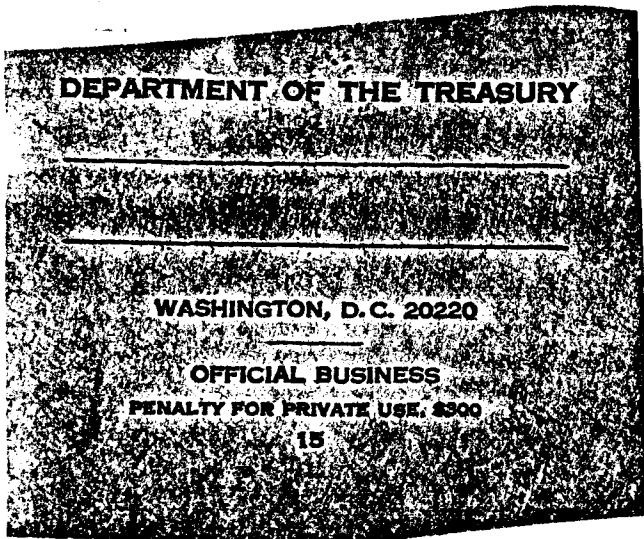 DEPARTMENT OF THE TREASURY
WASHINGTON, D.C. 20220
OFFICIAL BUSINESS
PENALTY FOR PRIVATE USE, $300
15